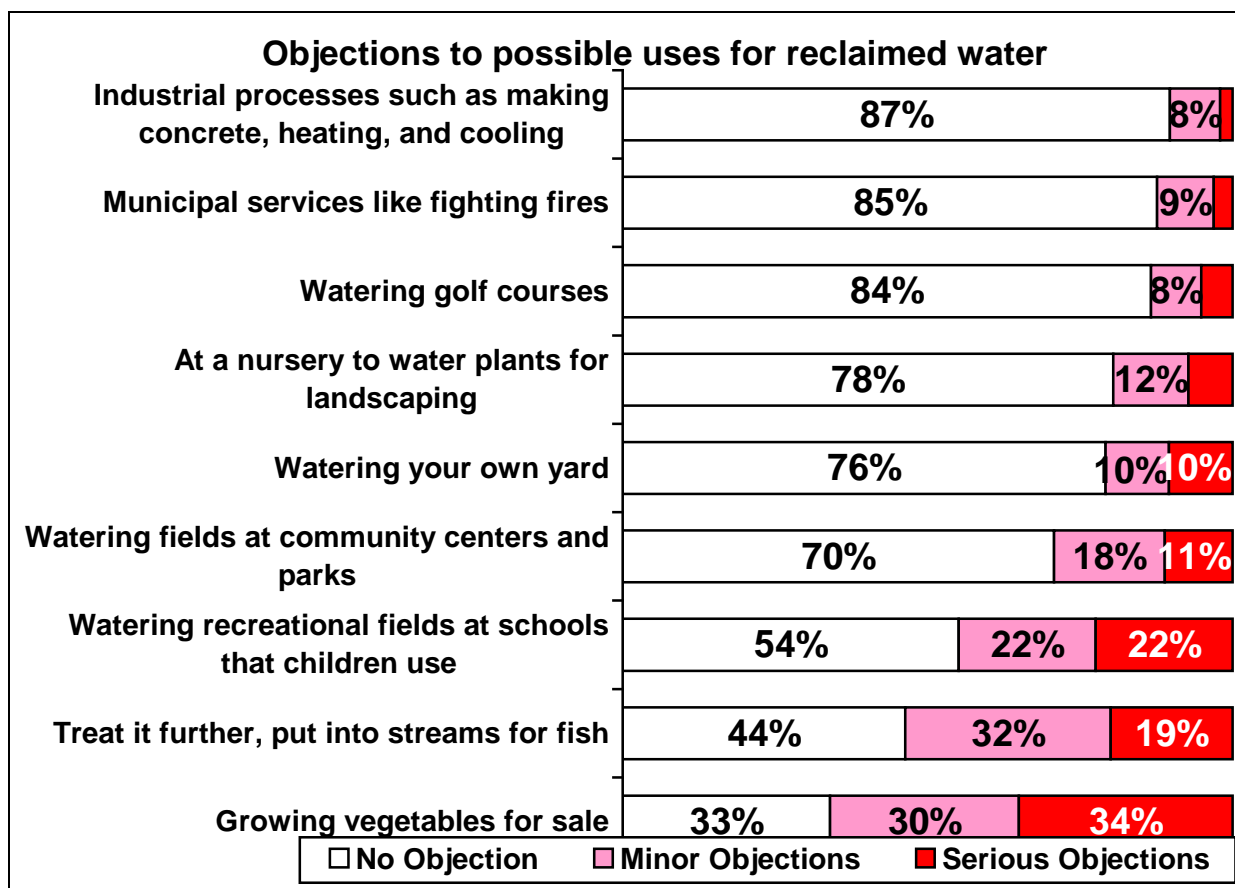 Objections to possible uses for reclaimed water
Industrial processes such as making
concrete, heating, and cooling
87% 8%
Municipal services like fighting fires
85% 9%
Watering golf courses
84% 8%
At a nursery to water plants for
landscaping
78% 12%
Watering your own yard
76% 10% 10%
Watering fields at community centers and
parks
70% 18% 11%
Watering recreational fields at schools
that children use
54% 22% 22%
Treat it further, put into streams for fish
44% 32% 19%
Growing vegetables for sale
33% 30% 34%
No Objection Minor Objections Serious Objections